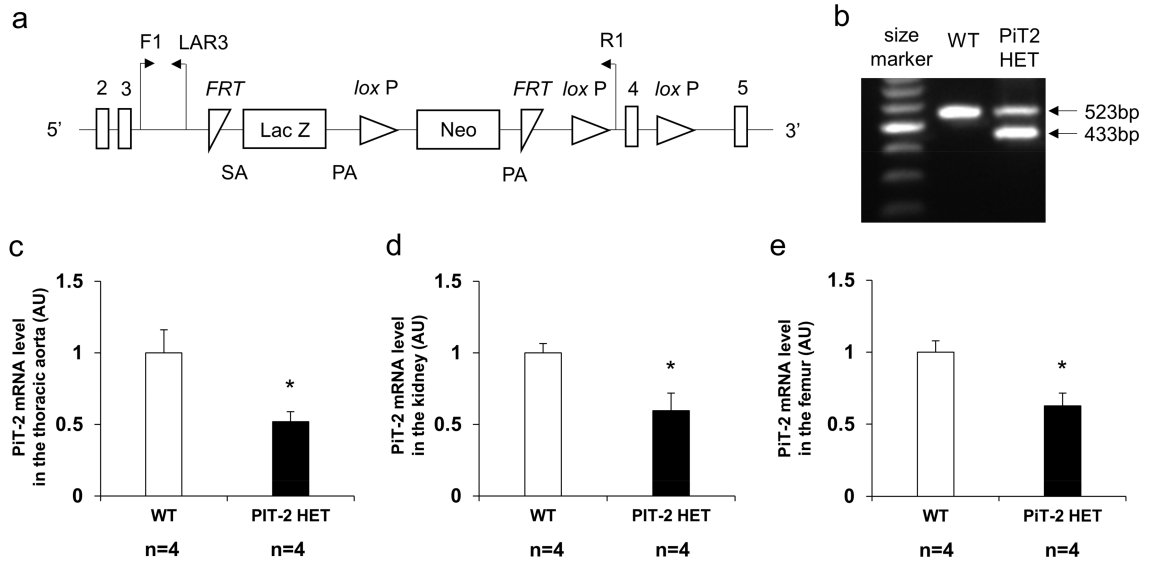 a
F1 LAR3 R1
2 3 FRT lox P FRT lox P 4 lox P 5
5' Lac Z Neo 3'
SA PA PA
b
size marker WT PiT2 HET
523bp
433bp
c
PiT-2 mRNA level
in the thoracic aorta (AU)
1.5
1
0.5
0
WT PIT-2 HET
n=4 n=4
d
PiT-2 mRNA level
in the kidney (AU)
1.5
1
0.5
0
*
WT PIT-2 HET
n=4 n=4
e
PiT-2 mRNA level
in the femur (AU)
1.5
1
0.5
0
*
WT PiT-2 HET
n=4 n=4